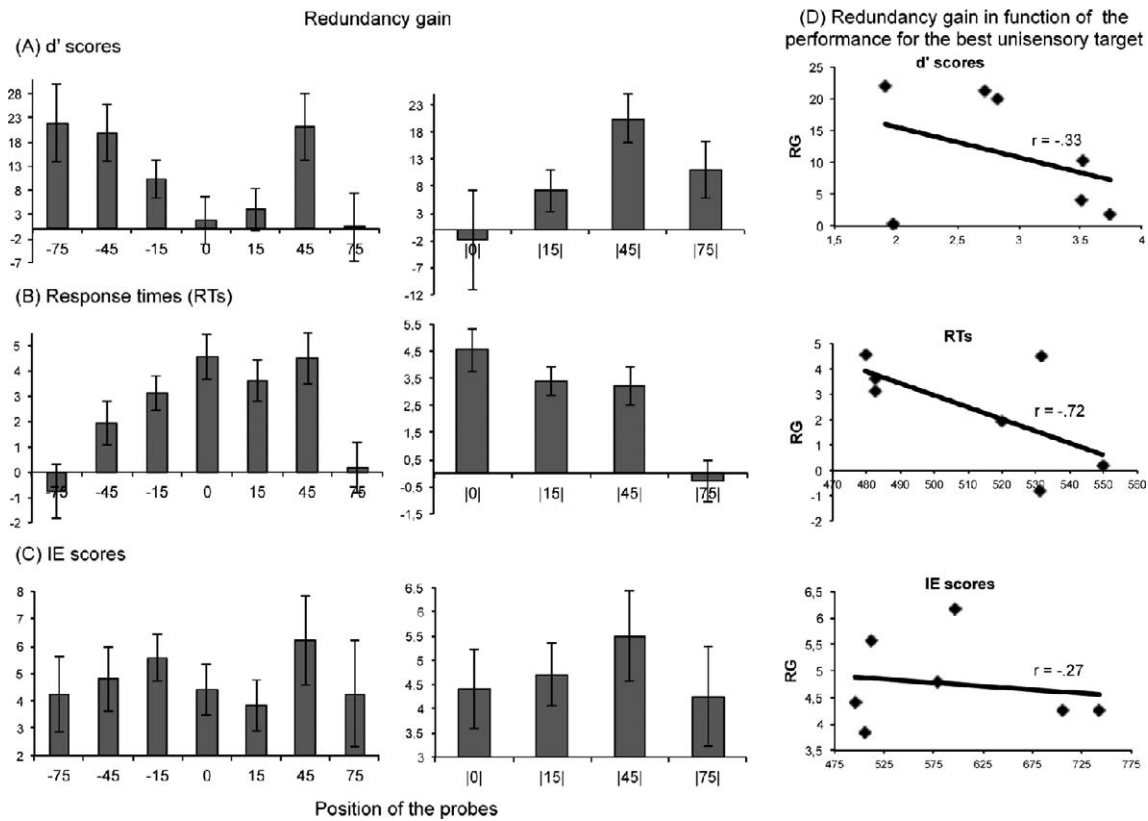 Redundancy gain
(D) Redundancy gain in function of the
performance for the best unisensory target
(A) d' scores
28
23
18
13
8
3
-2
-7
-75 -45 -15 0 15 45 75
23
18
13
8
3
-2
-7
-12
|0| |15| |45| |75|
d' scores
25
20
15
10
5
0
RG
r = -.33
1,5 2 2,5 3 3,5 4
(B) Response times (RTs)
5
4
3
2
1
0
-1
-2
-75 -45 -15 0 15 45 75
5,5
4,5
3,5
2,5
1,5
0,5
-0,5
-1,5
|0| |15| |45| |75|
RTs
5
4
3
2
1
0
-1
-2
RG
r = -.72
470 480 490 500 510 520 530 540 550 560
(C) IE scores
8
7
6
5
4
3
2
-75 -45 -15 0 15 45 75
6.5
6
5.5
5
4.5
4
3.5
3
|0| |15| |45| |75|
IE scores
6,5
6
5,5
5
4,5
4
3,5
RG
r = -.27
475 525 575 625 675 725 775
Position of the probes